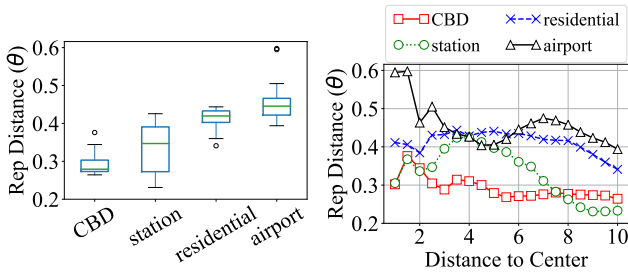 Rep Distance (θ)
0.6
0.5
0.4
0.3
0.2
CBD
station
residential
airport
CBD
residential
station
airport
Rep Distance (θ)
0.6
0.5
0.4
0.3
0.2
2
4
6
8
10
Distance to Center